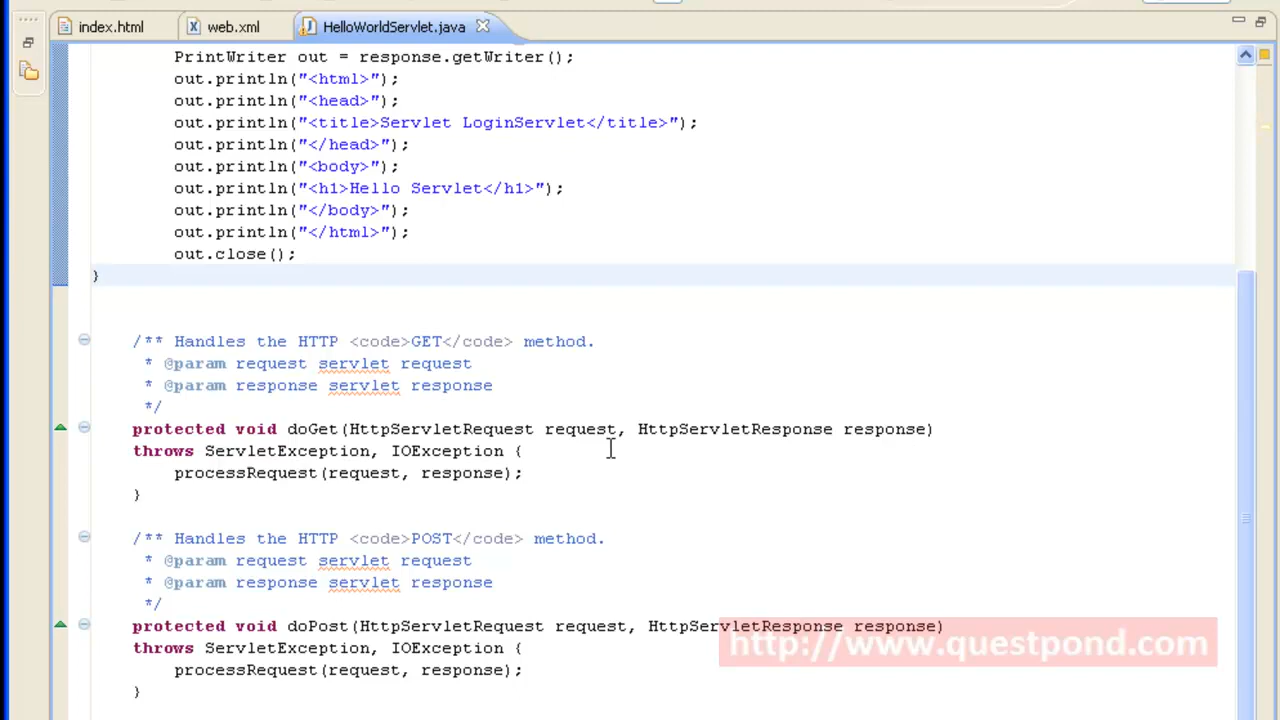 index.html
web.xml
HelloWorldServlet.java
PrintWriter out = response.getWriter();
out.println("<html>");
out.println("<head>");
out.println("<title>Servlet LoginServlet</title>");
out.println("</head>");
out.println("<body>");
out.println("<h1>Hello Servlet</h1>");
out.println("</body>");
out.println("</html>");
out.close();
}
/** Handles the HTTP <code>GET</code> method.
* @param request servlet request
* @param response servlet response
*/
protected void doGet(HttpServletRequest request, HttpServletResponse response)
throws ServletException, IOException {
processRequest(request, response);
}
/** Handles the HTTP <code>POST</code> method.
* @param request servlet request
* @param response servlet response
*/
protected void doPost(HttpServletRequest request, HttpServletResponse response)
throws ServletException, IOException {
processRequest(request, response);
}
http://www.questpond.com